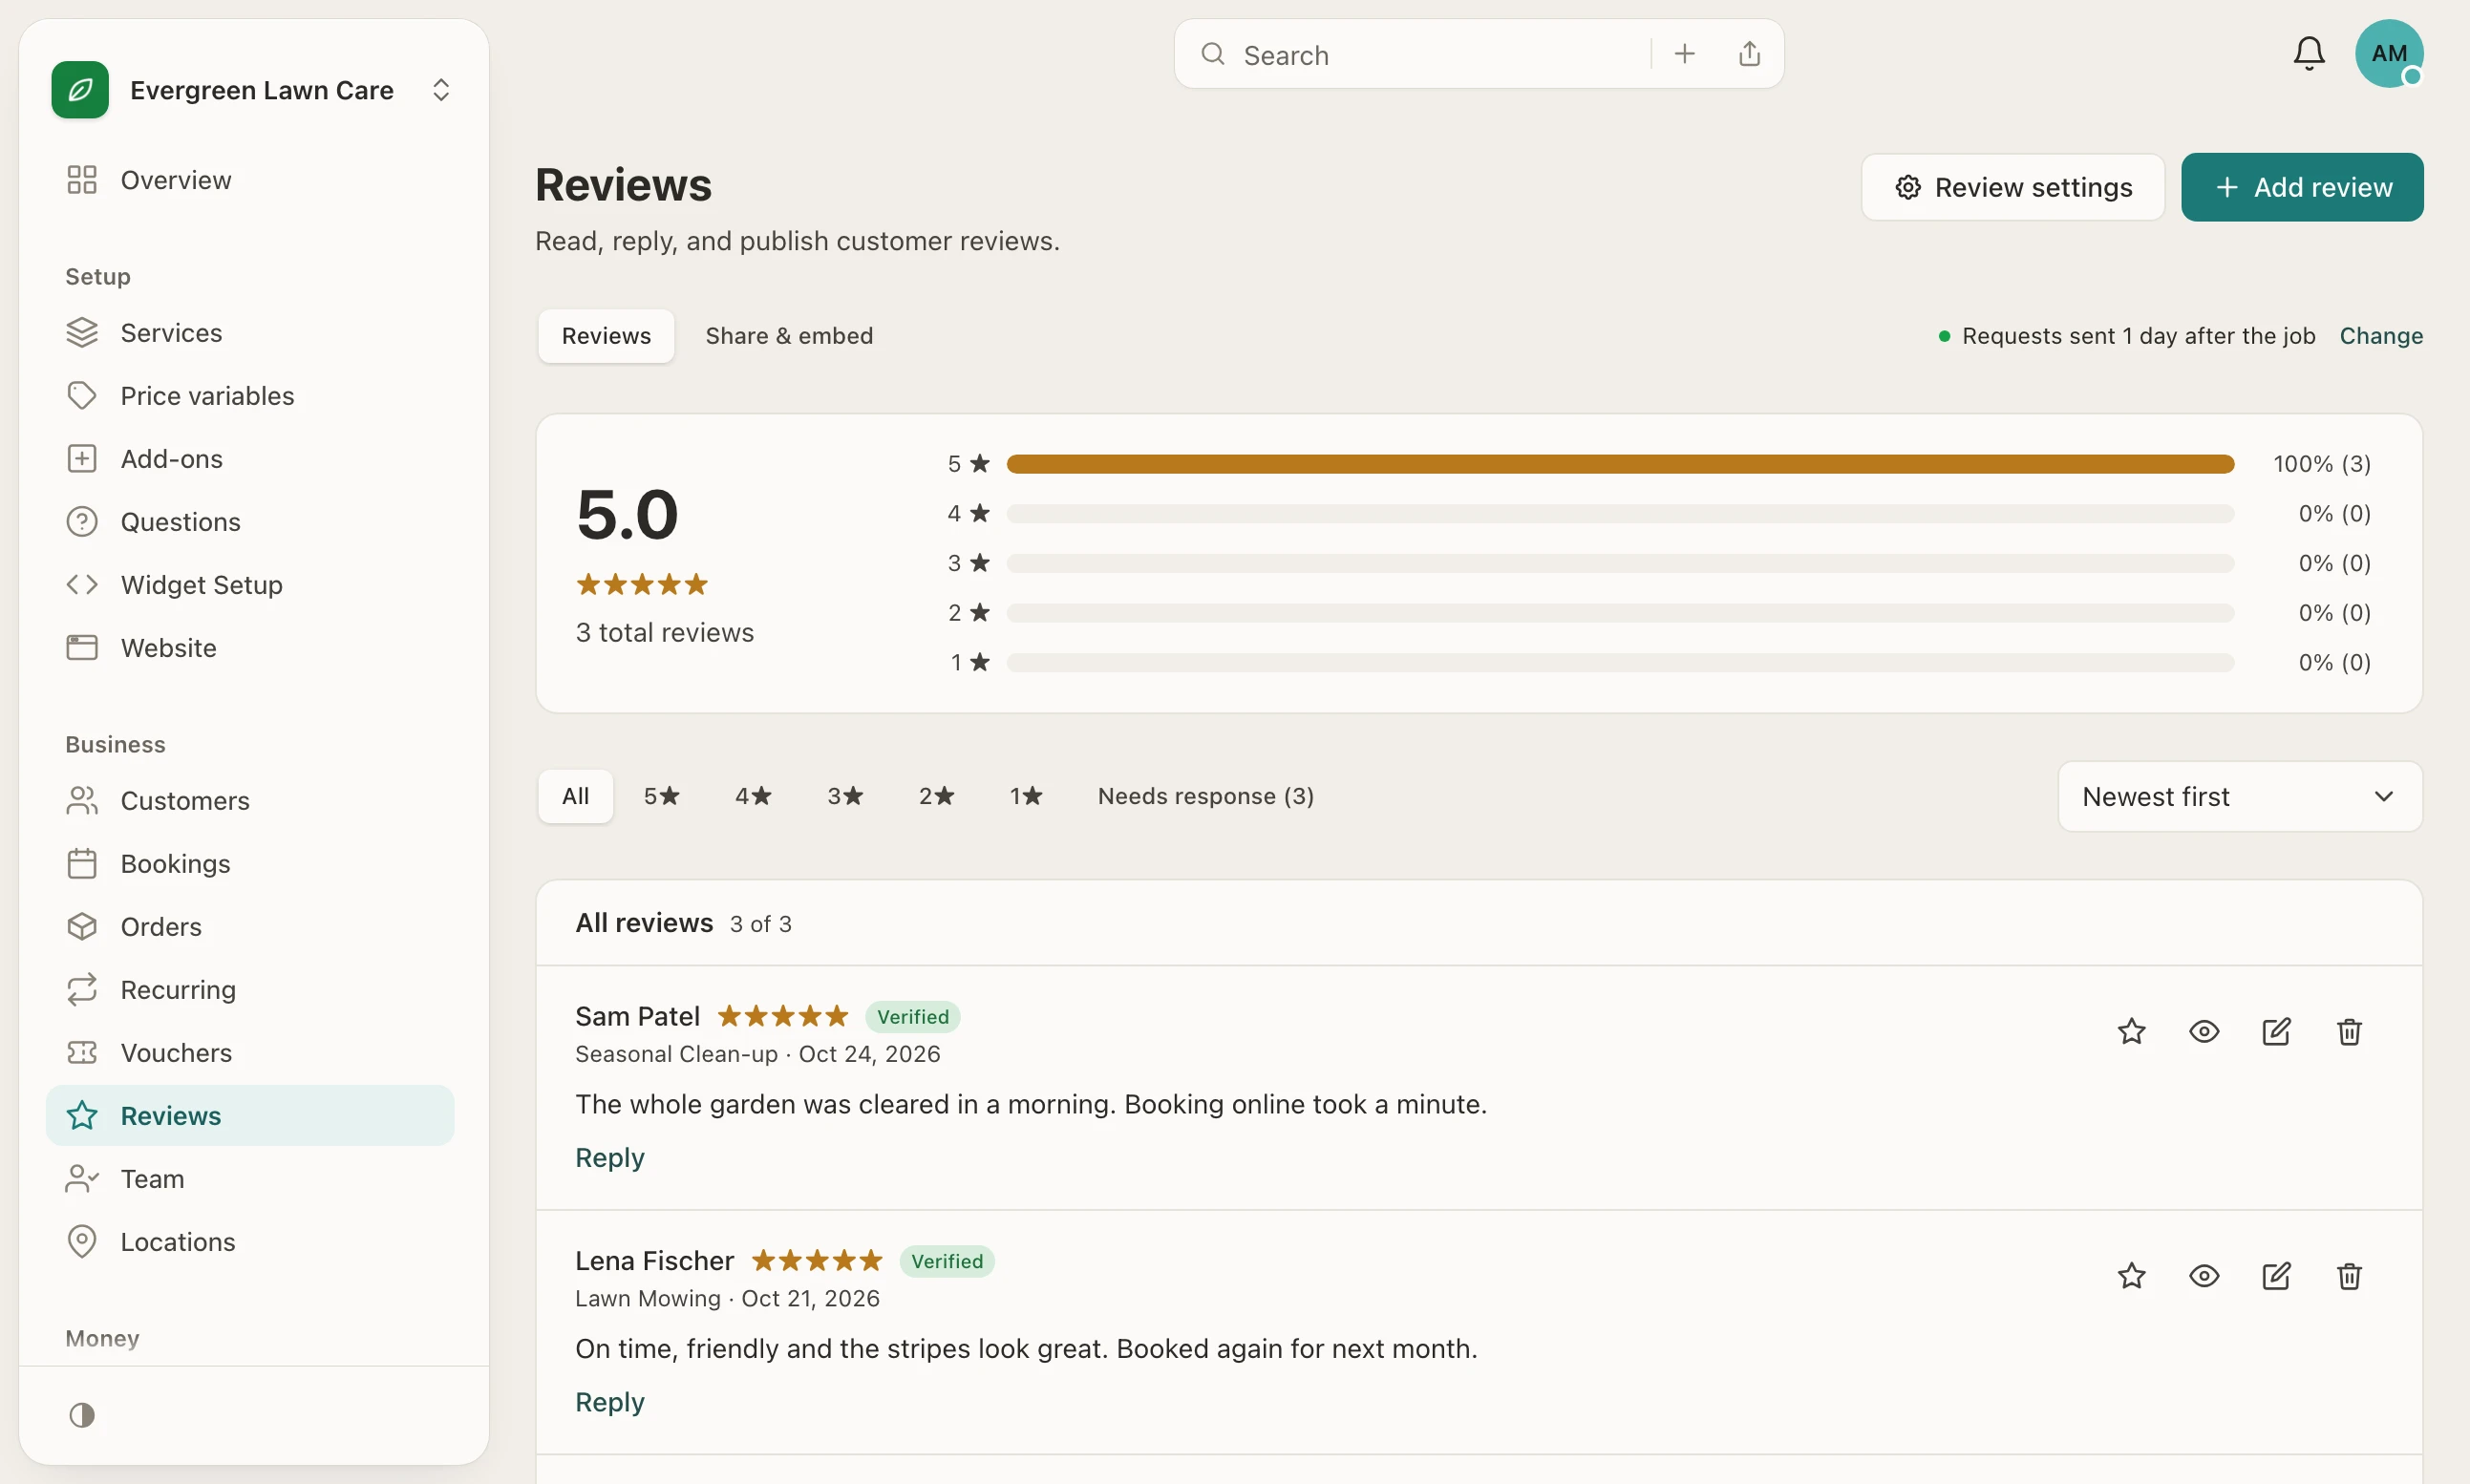 Evergreen Lawn Care
Overview
Setup
Services
Price variables
Add-ons
Questions
Widget Setup
Website
Business
Customers
Bookings
Orders
Recurring
Vouchers
Reviews
Team
Locations
Money
Search
AM
Reviews
Read, reply, and publish customer reviews.
Review settings
Add review
Reviews
Share & embed
Requests sent 1 day after the job Change
5.0
3 total reviews
5 ★ 100% (3)
4 ★ 0% (0)
3 ★ 0% (0)
2 ★ 0% (0)
1 ★ 0% (0)
All 5★ 4★ 3★ 2★ 1★ Needs response (3)
Newest first
All reviews 3 of 3
Sam Patel ★★★★★ Verified
Seasonal Clean-up · Oct 24, 2026
The whole garden was cleared in a morning. Booking online took a minute.
Reply
Lena Fischer ★★★★★ Verified
Lawn Mowing · Oct 21, 2026
On time, friendly and the stripes look great. Booked again for next month.
Reply